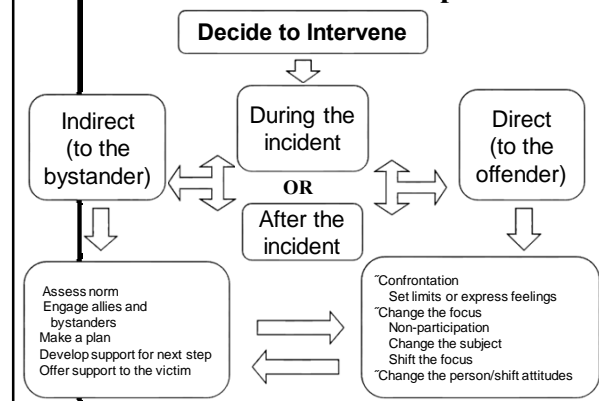 Decide to Intervene
Indirect
(to the
bystander)
During the
incident
OR
After the
incident
Direct
(to the
offender)
Assess norm
Engage allies and
bystanders
Make a plan
Develop support for next step
Offer support to the victim
˝Confrontation
Set limits or express feelings
˝Change the focus
Non-participation
Change the subject
Shift the focus
˝Change the person/shift attitudes